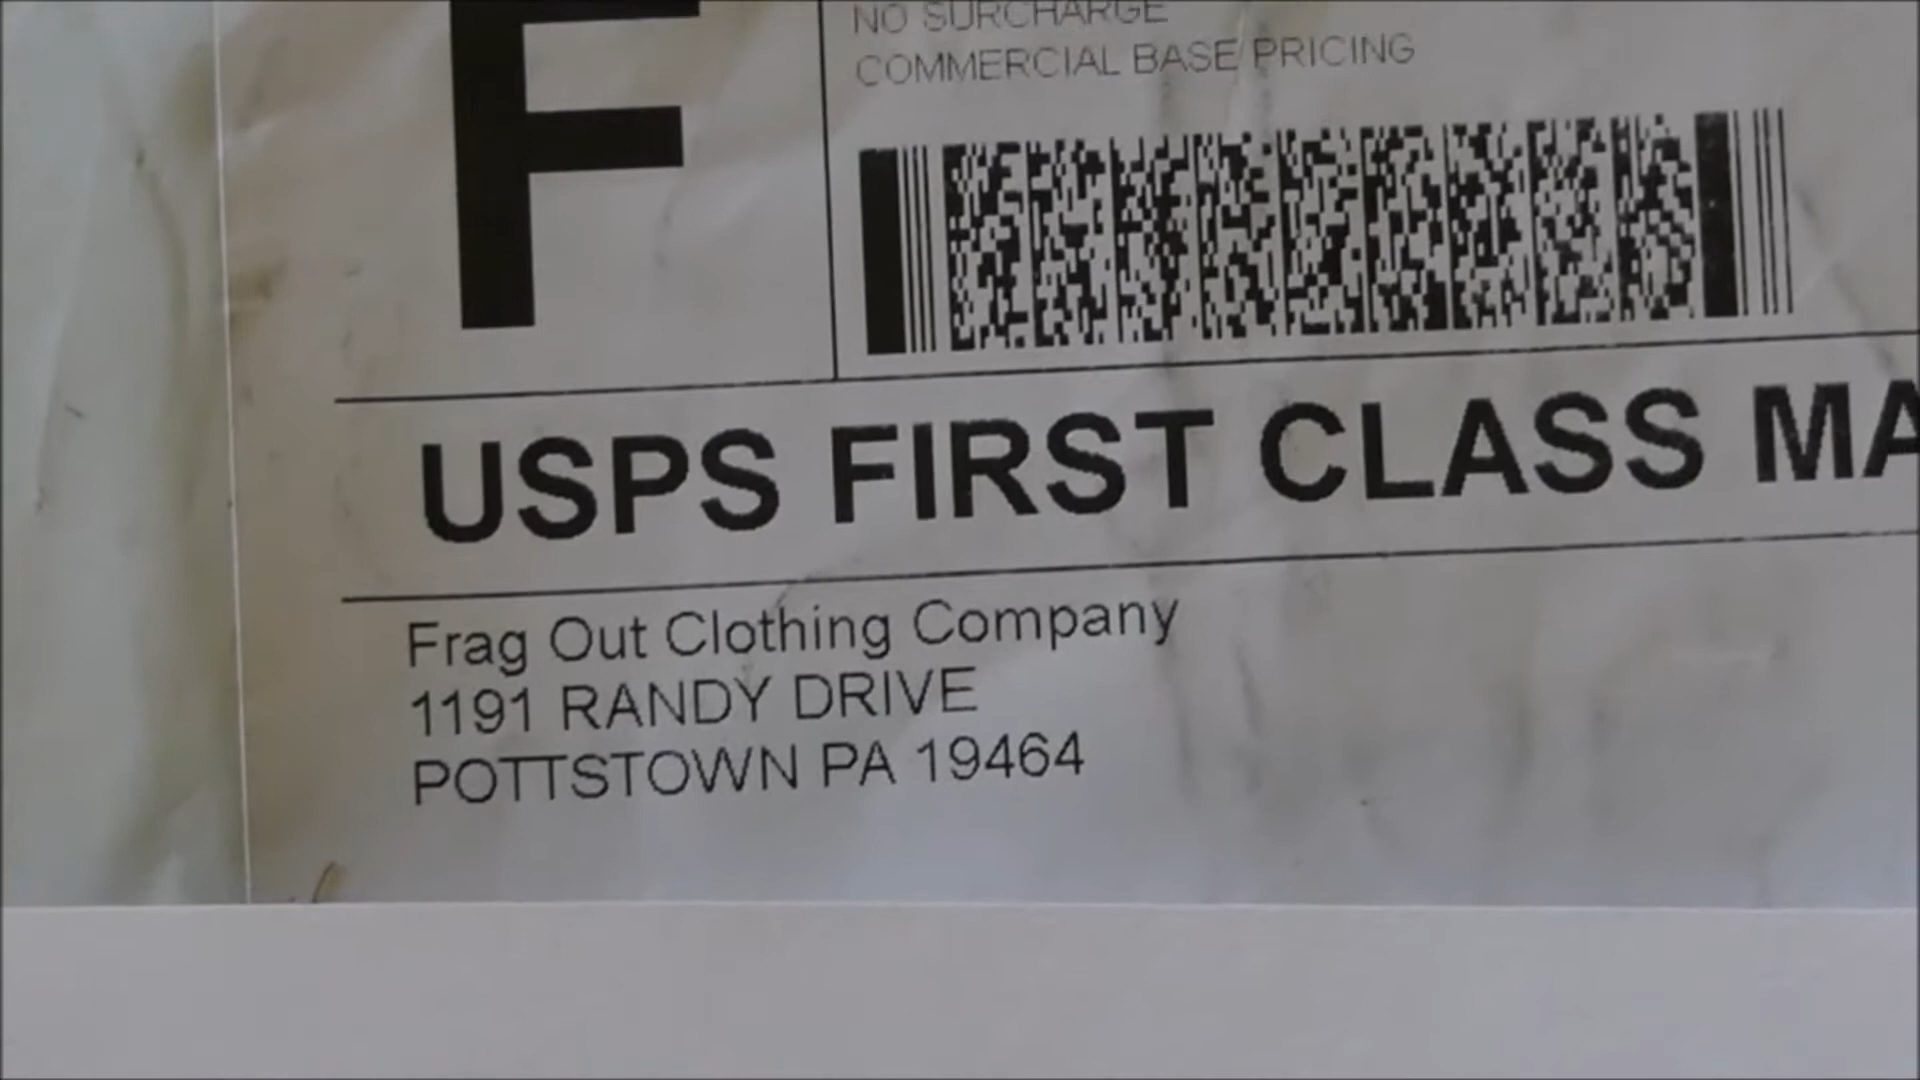 F
NO SURCHARGE
COMMERCIAL BASE PRICING
USPS FIRST CLASS MA
Frag Out Clothing Company
1191 RANDY DRIVE
POTTSTOWN PA 19464